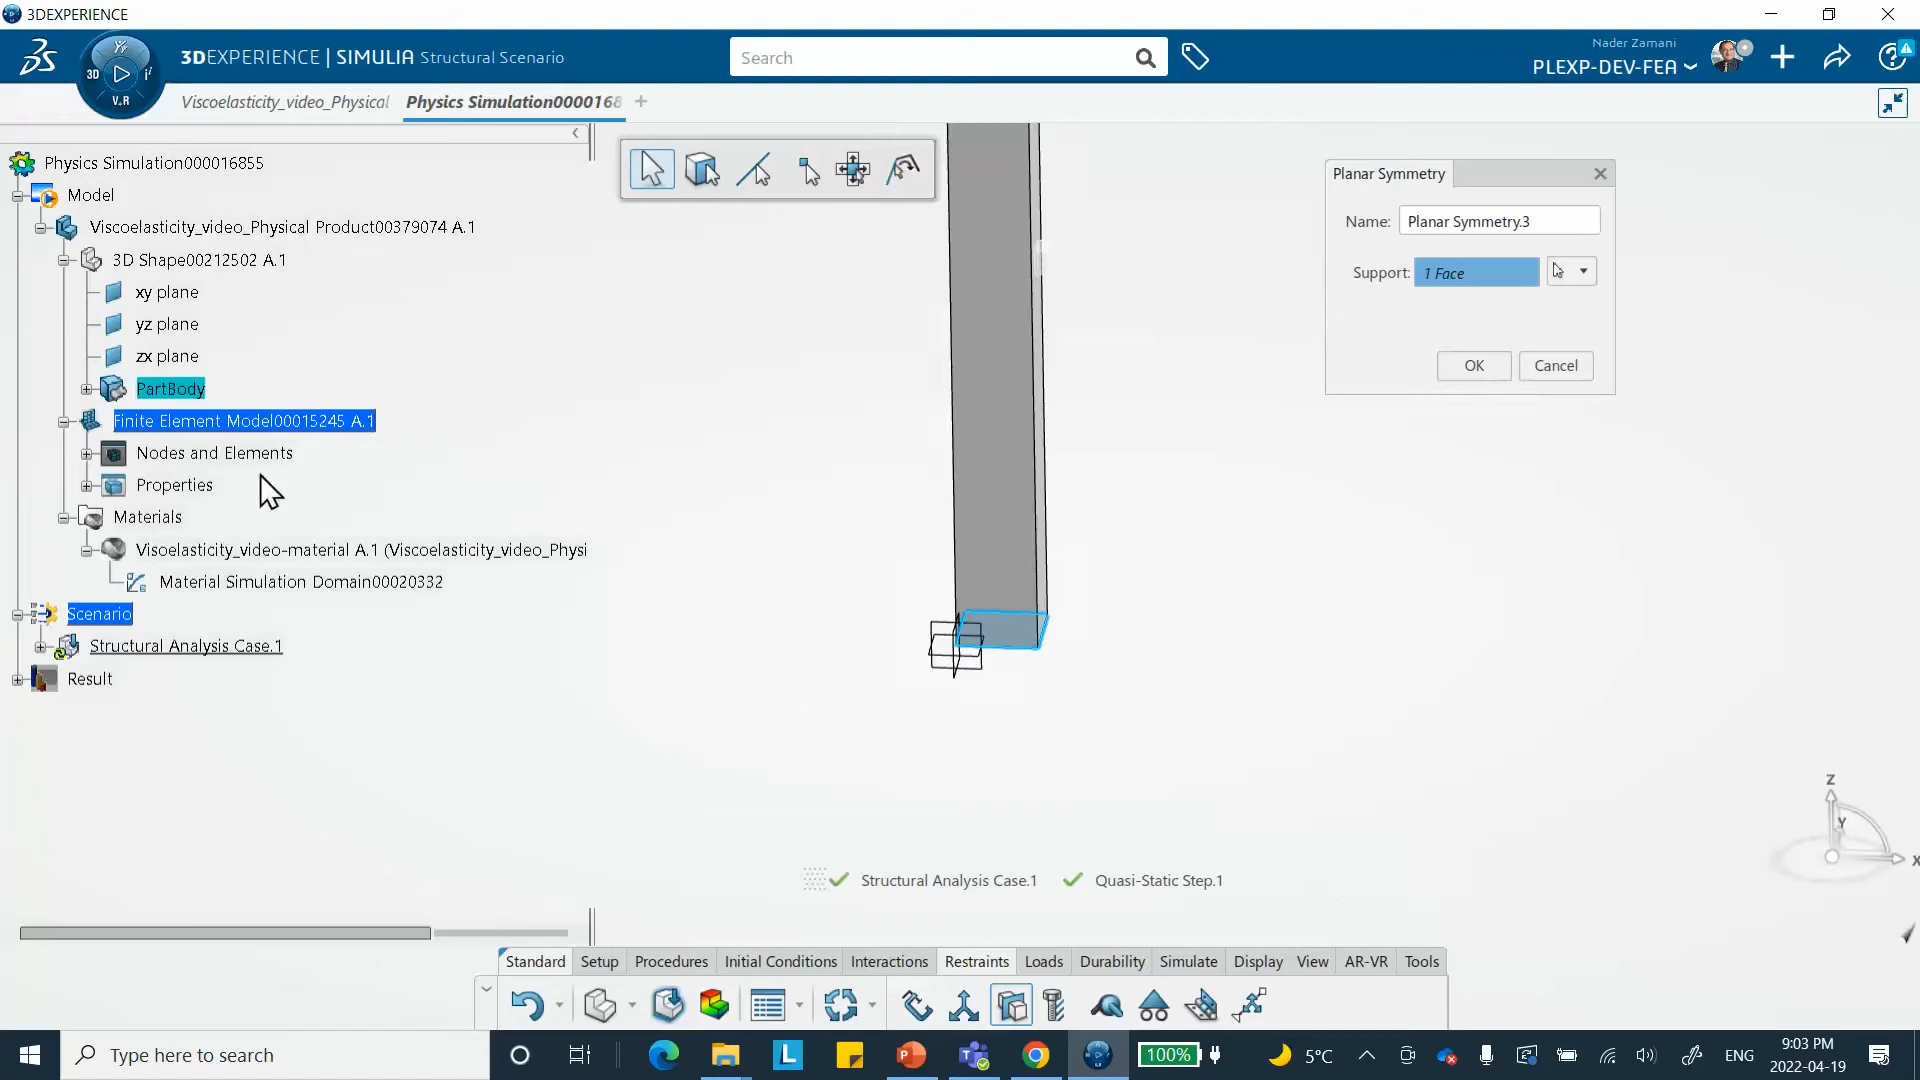 3DEXPERIENCE
3DEXPERIENCE | SIMULIA Structural Scenario
3D
V.R
Search
Nader Zamani
PLEXP-DEV-FEA
Viscoelasticity_video_Physical
Physics Simulation0000168
Physics Simulation000016855
Model
Viscoelasticity_video_Physical Product00379074 A.1
3D Shape00212502 A.1
xy plane
yz plane
zx plane
PartBody
Finite Element Model00015245 A.1
Nodes and Elements
Properties
Materials
Visoelasticity_video-material A.1 (Viscoelasticity_video_Physi
Material Simulation Domain00020332
Scenario
Structural Analysis Case.1
Result
Planar Symmetry
Name: Planar Symmetry.3
Support: 1 Face
OK Cancel
Z
Y
X
Structural Analysis Case.1 Quasi-Static Step.1
Standard Setup Procedures Initial Conditions Interactions Restraints Loads Durability Simulate Display View AR-VR Tools
Type here to search
100%
5°C
ENG
9:03 PM
2022-04-19